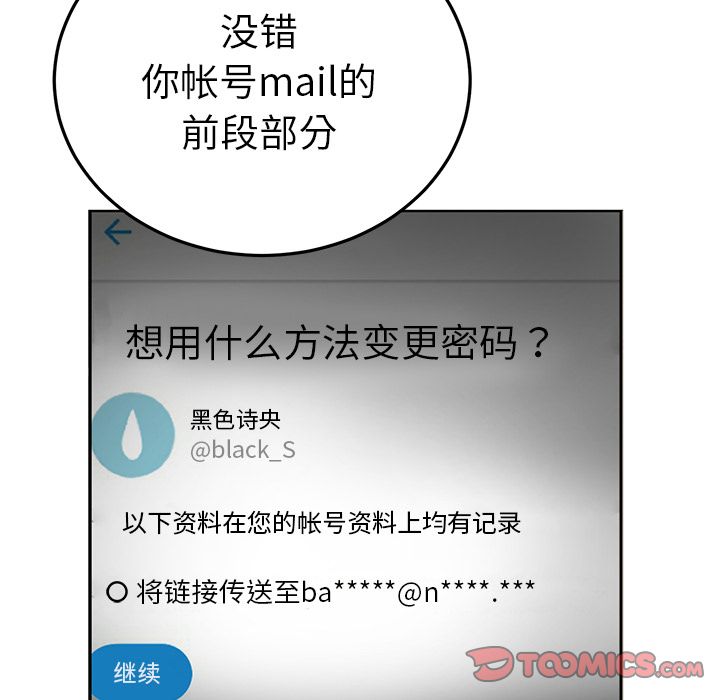 没错
你帐号mail的
前段部分
想用什么方法变更密码？
黑色诗央
@black_S
以下资料在您的帐号资料上均有记录
将链接传送至ba*****@n****.***
继续
TOOMICS.COM